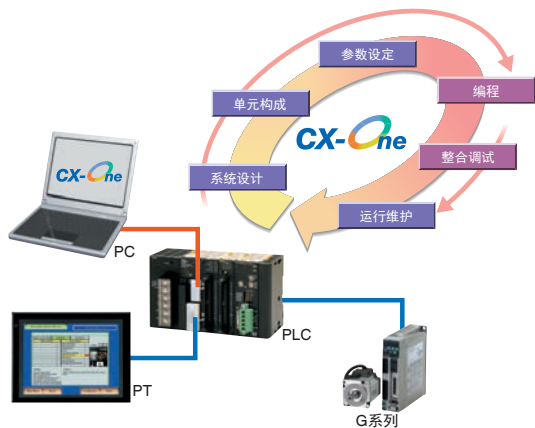 参数设定
编程
单元构成
CX-One
整合调试
系统设计
CX-One
运行维护
PC
PLC
PT
G系列